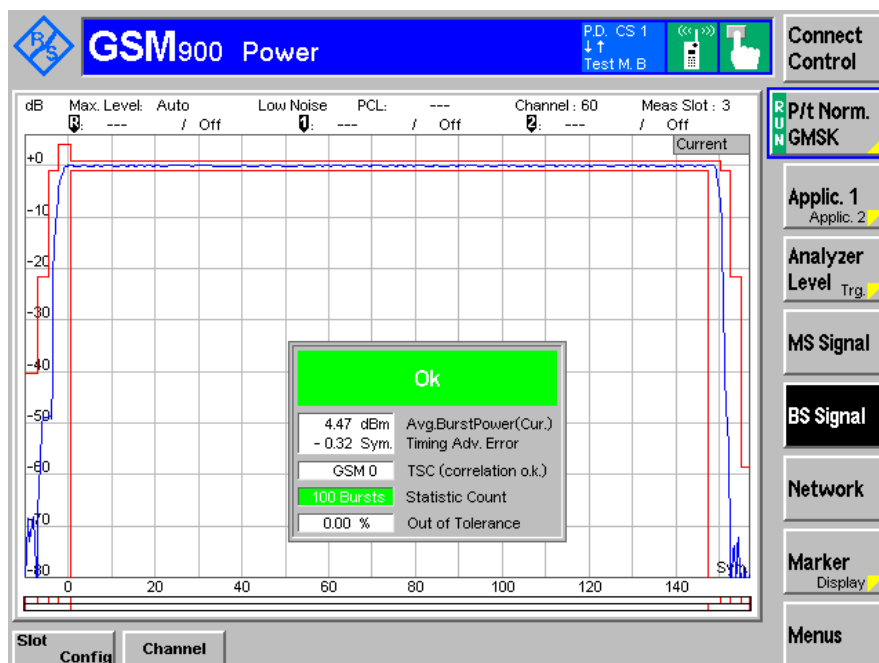 R/S
GSM900 Power
P.D. CS 1
↓↑
Test M. B
Connect
Control
dB Max. Level: Auto Low Noise PCL: --- Channel : 60 Meas Slot : 3
R: --- / Off 1: --- / Off 2: --- / Off
Current
RUN
P/t Norm.
GMSK
Applic. 1
Applic. 2
Analyzer
Level Trg.
MS Signal
BS Signal
Network
Marker
Display
Menus
+0
-10
-20
-30
-40
-50
-60
-70
-80
Ok
4.47 dBm Avg.BurstPower(Cur.)
- 0.32 Sym. Timing Adv. Error
GSM 0 TSC (correlation o.k.)
100 Bursts Statistic Count
0.00 % Out of Tolerance
0 20 40 60 80 100 120 140
Slot
Config
Channel